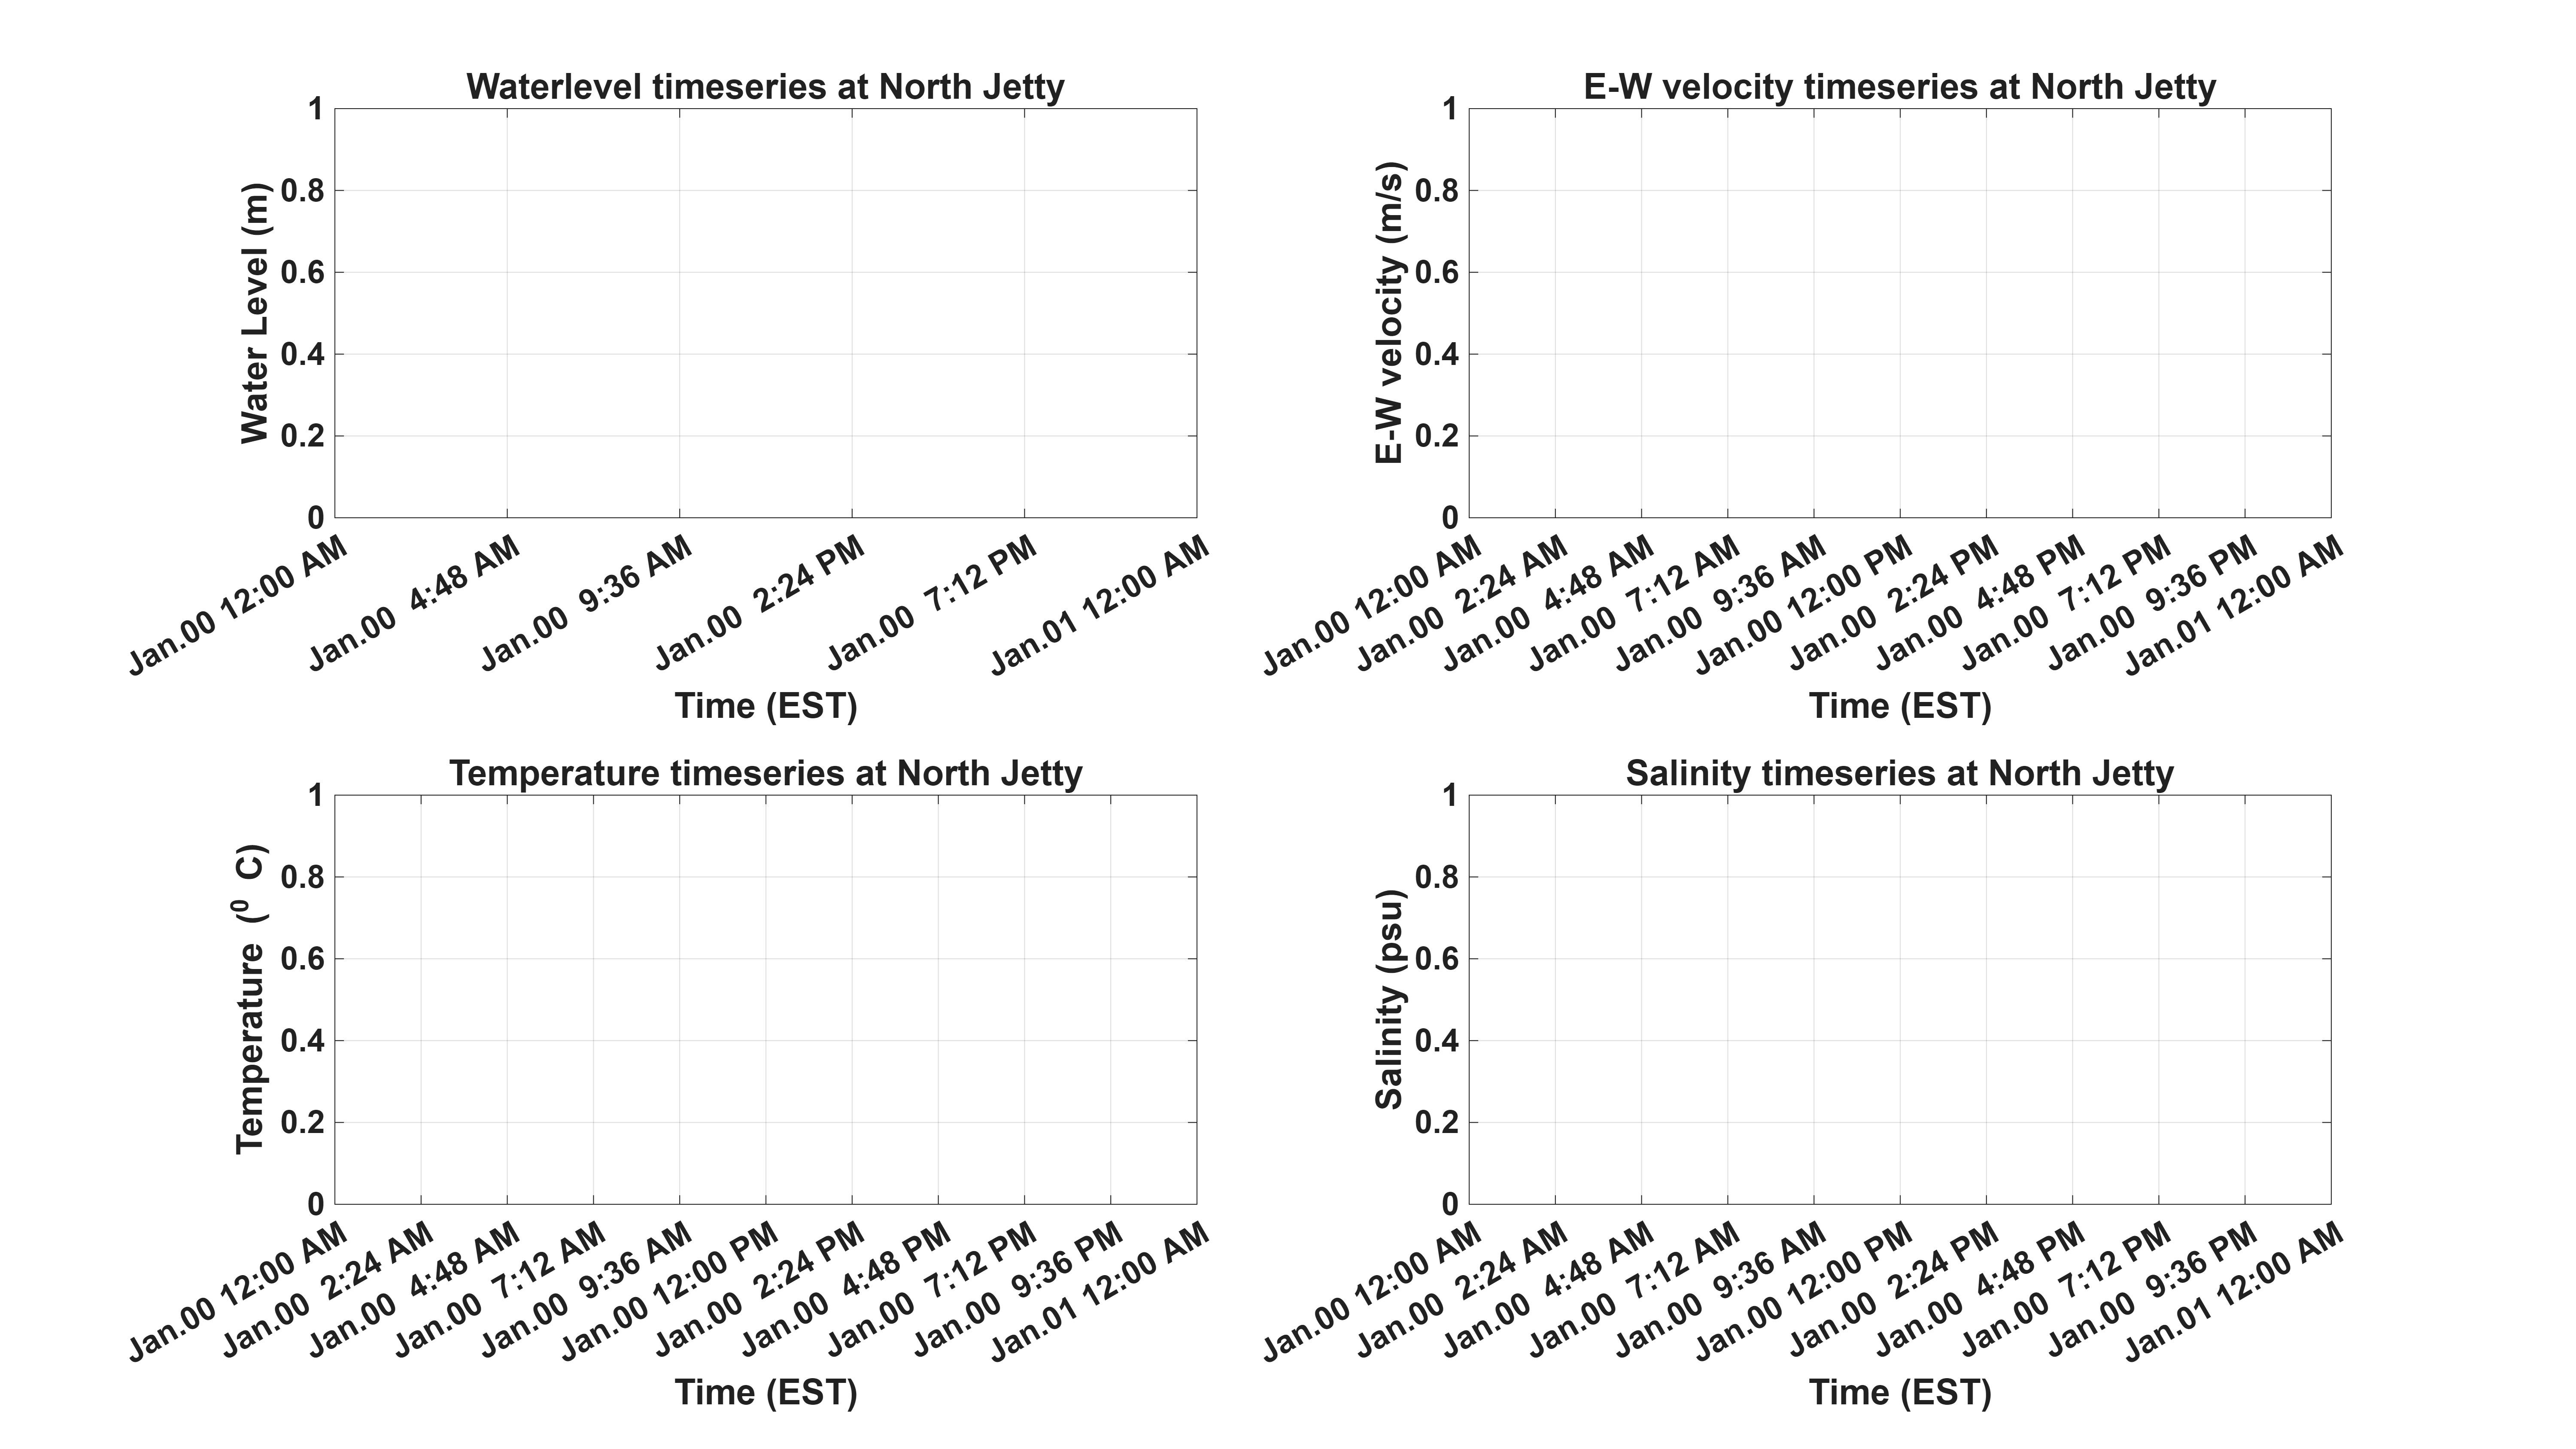 Waterlevel timeseries at North Jetty
1
0.8
0.6
0.4
0.2
0
Water Level (m)
Jan.00 12:00 AM
Jan.00  4:48 AM
Jan.00  9:36 AM
Jan.00  2:24 PM
Jan.00  7:12 PM
Jan.01 12:00 AM
Time (EST)
E-W velocity timeseries at North Jetty
1
0.8
0.6
0.4
0.2
0
E-W velocity (m/s)
Jan.00 12:00 AM
Jan.00  2:24 AM
Jan.00  4:48 AM
Jan.00  7:12 AM
Jan.00  9:36 AM
Jan.00 12:00 PM
Jan.00  2:24 PM
Jan.00  4:48 PM
Jan.00  7:12 PM
Jan.00  9:36 PM
Jan.01 12:00 AM
Time (EST)
Temperature timeseries at North Jetty
1
0.8
0.6
0.4
0.2
0
Temperature  (⁰  C)
Jan.00 12:00 AM
Jan.00  2:24 AM
Jan.00  4:48 AM
Jan.00  7:12 AM
Jan.00  9:36 AM
Jan.00 12:00 PM
Jan.00  2:24 PM
Jan.00  4:48 PM
Jan.00  7:12 PM
Jan.00  9:36 PM
Jan.01 12:00 AM
Time (EST)
Salinity timeseries at North Jetty
1
0.8
0.6
0.4
0.2
0
Salinity (psu)
Jan.00 12:00 AM
Jan.00  2:24 AM
Jan.00  4:48 AM
Jan.00  7:12 AM
Jan.00  9:36 AM
Jan.00 12:00 PM
Jan.00  2:24 PM
Jan.00  4:48 PM
Jan.00  7:12 PM
Jan.00  9:36 PM
Jan.01 12:00 AM
Time (EST)